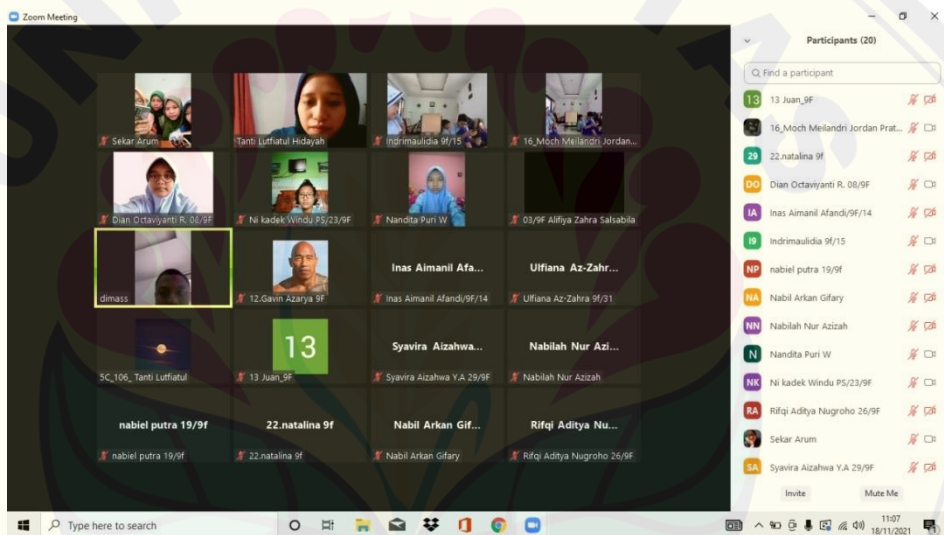 Zoom Meeting
Sekar Arum
Tanti Lutfiatul Hidayah
Indrimaulidia 9f/15
16_Moch Meilandri Jordan...
Dian Octaviyanti R. 08/9F
Ni kadek Windu PS/23/9F
Nandita Puri W
03/9F Alifiya Zahra Salsabila
dimass
12.Gavin Azarya 9F
Inas Aimanil Afa...
Inas Aimanil Afandi/9F/14
Ulfiana Az-Zahr...
Ulfiana Az-Zahra 9f/31
5C_106_ Tanti Lutfiatul
13
13 Juan_9F
Syavira Aizahwa...
Syavira Aizahwa Y.A 29/9F
Nabilah Nur Azi...
Nabilah Nur Azizah
nabiel putra 19/9f
nabiel putra 19/9f
22.natalina 9f
22.natalina 9f
Nabil Arkan Gif...
Nabil Arkan Gifary
Rifqi Aditya Nu...
Rifqi Aditya Nugroho 26/9F
Participants (20)
Find a participant
13 13 Juan_9F
16_Moch Meilandri Jordan Prat...
29 22.natalina 9f
DO Dian Octaviyanti R. 08/9F
IA Inas Aimanil Afandi/9F/14
I9 Indrimaulidia 9f/15
NP nabiel putra 19/9f
NA Nabil Arkan Gifary
NN Nabilah Nur Azizah
N Nandita Puri W
NK Ni kadek Windu PS/23/9F
RA Rifqi Aditya Nugroho 26/9F
Sekar Arum
SA Syavira Aizahwa Y.A 29/9F
Invite Mute Me
Type here to search
11:07
18/11/2021